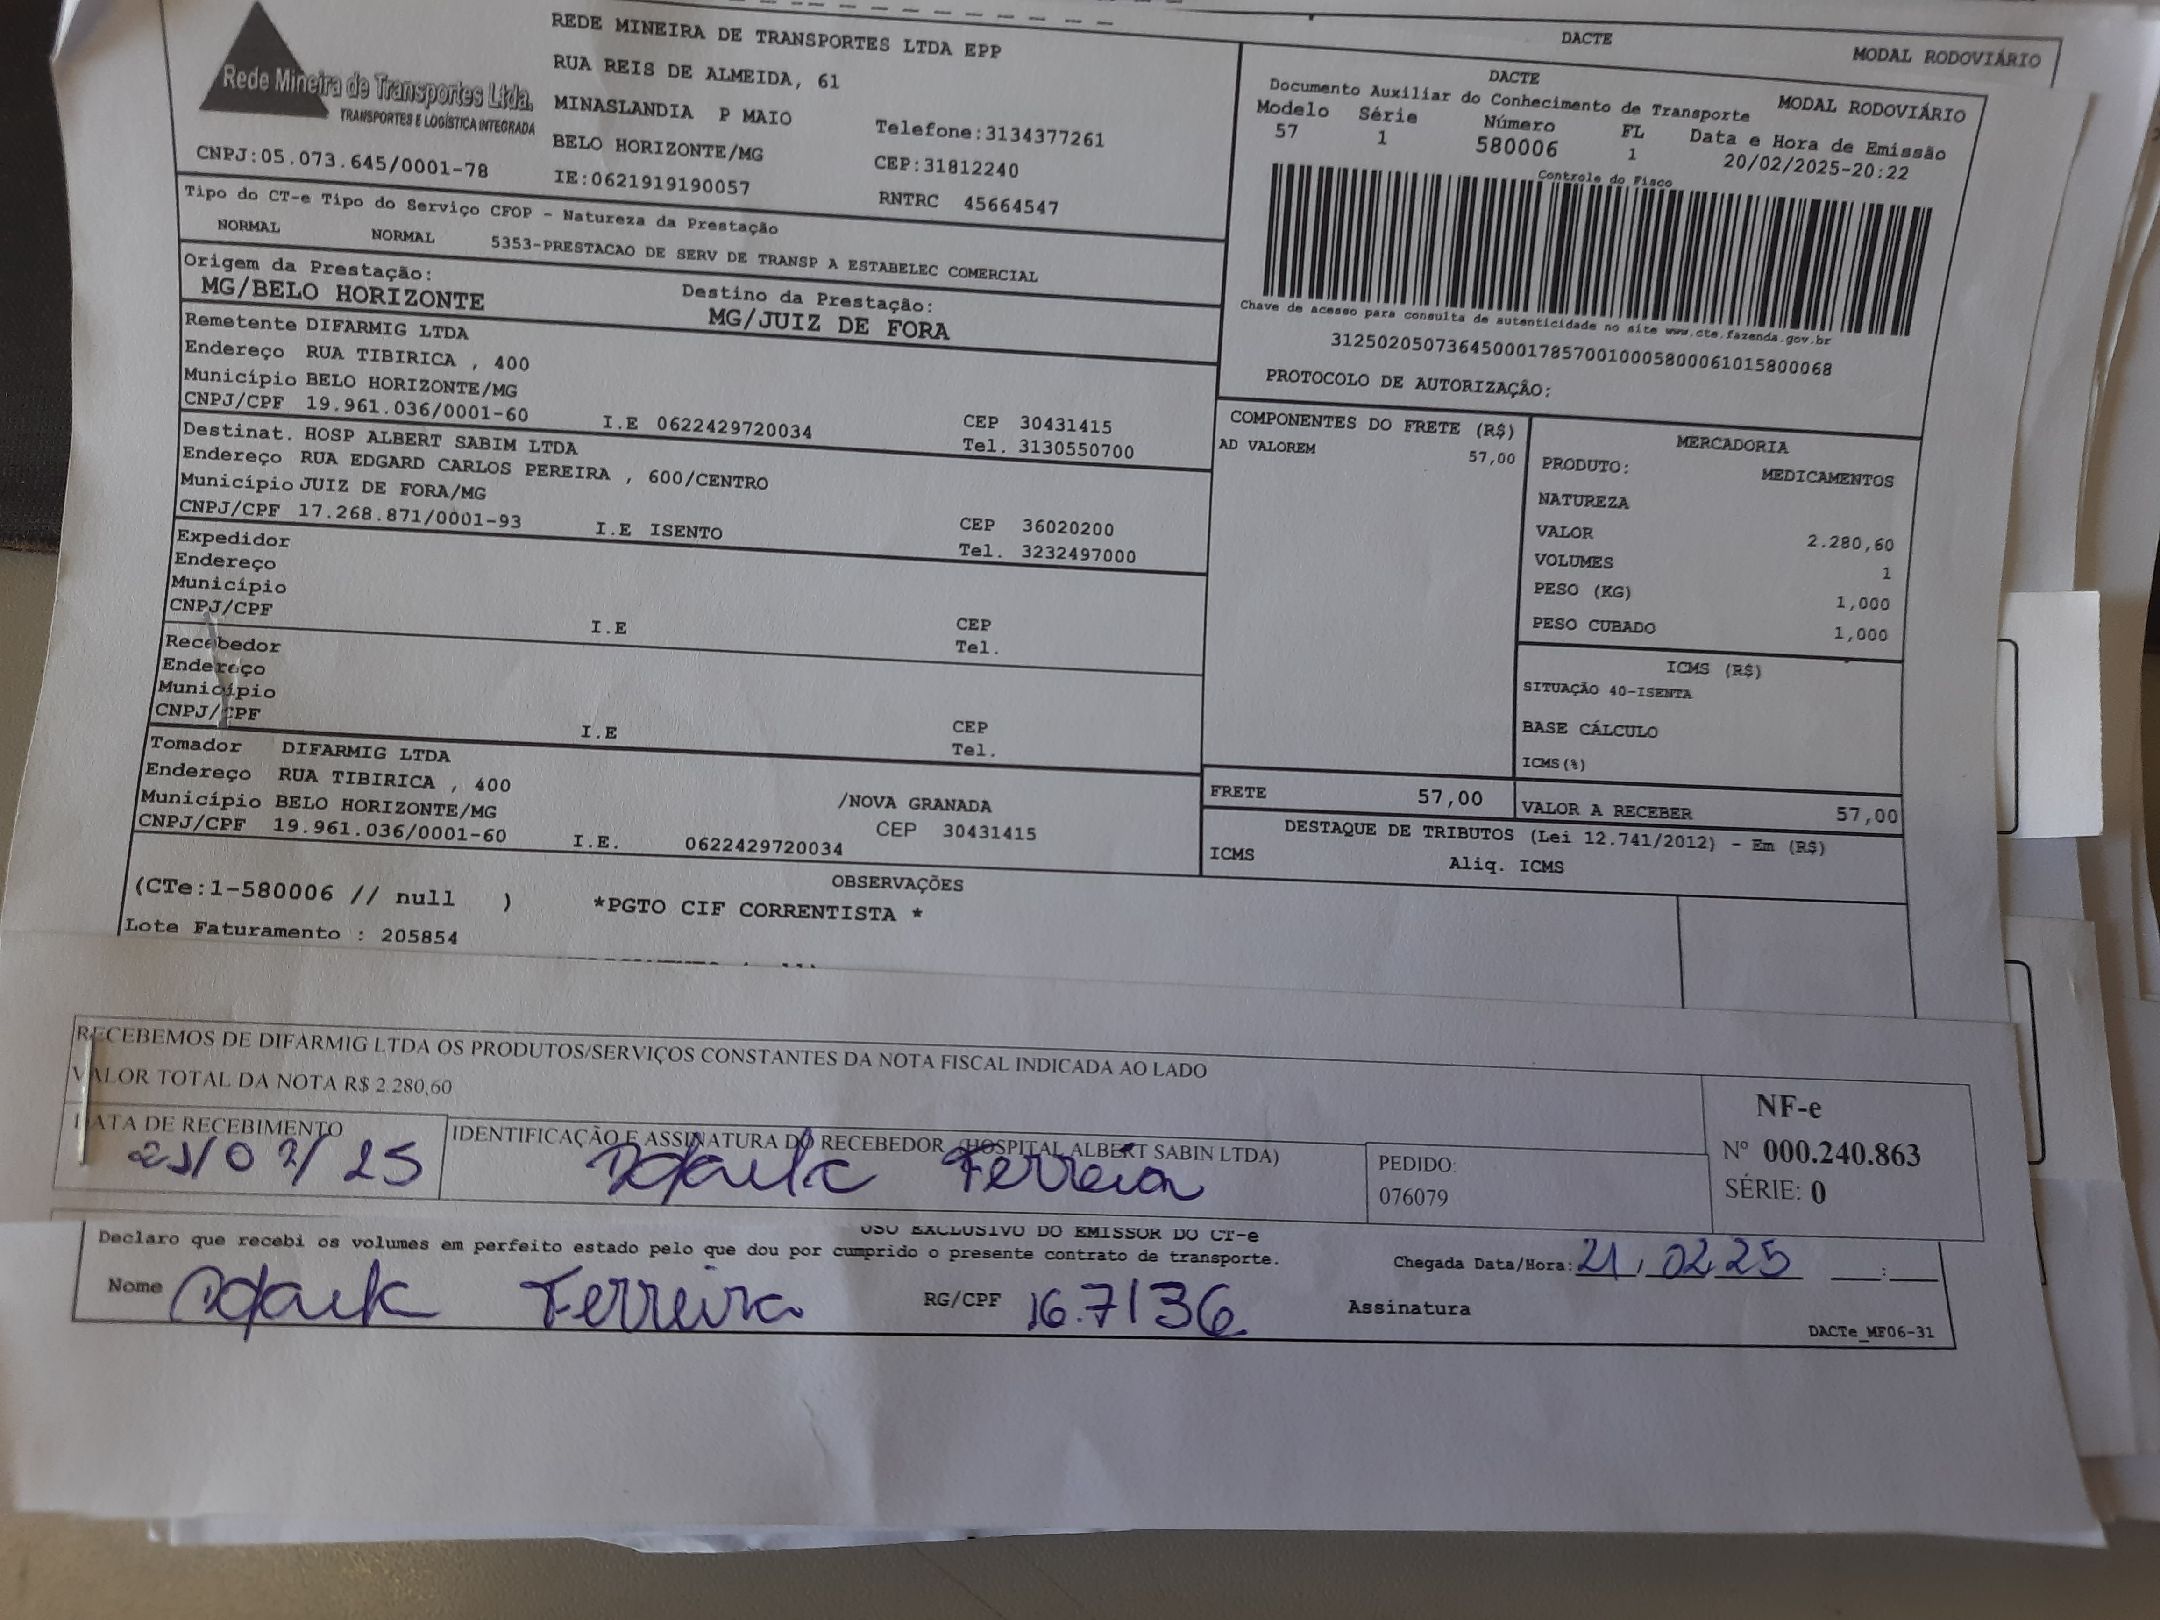 DACTE
MODAL RODOVIÁRIO
Rede Mineira de Transportes Ltda.
TRANSPORTES E LOGÍSTICA INTEGRADA
CNPJ:05.073.645/0001-78
REDE MINEIRA DE TRANSPORTES LTDA EPP
RUA REIS DE ALMEIDA, 61
MINASLANDIA P MAIO
BELO HORIZONTE/MG
IE:0621919190057
Telefone:3134377261
CEP:31812240
RNTRC 45664547
DACTE
Documento Auxiliar do Conhecimento de Transporte
MODAL RODOVIÁRIO
Modelo Série Número FL Data e Hora de Emissão
57 1 580006 1 20/02/2025-20:22
Controle do Fisco
Chave de acesso para consulta de autenticidade no site www.cte.fazenda.gov.br
31250205073645000178570010005800061015800068
PROTOCOLO DE AUTORIZAÇÃO:
Tipo do CT-e Tipo do Serviço CFOP - Natureza da Prestação
NORMAL NORMAL 5353-PRESTACAO DE SERV DE TRANSP A ESTABELEC COMERCIAL
Origem da Prestação: Destino da Prestação:
MG/BELO HORIZONTE MG/JUIZ DE FORA
Remetente DIFARMIG LTDA
Endereço RUA TIBIRICA , 400
Município BELO HORIZONTE/MG CEP 30431415
CNPJ/CPF 19.961.036/0001-60 I.E 0622429720034 Tel. 3130550700
Destinat. HOSP ALBERT SABIM LTDA
Endereço RUA EDGARD CARLOS PEREIRA , 600/CENTRO
Município JUIZ DE FORA/MG CEP 36020200
CNPJ/CPF 17.268.871/0001-93 I.E ISENTO Tel. 3232497000
Expedidor
Endereço
Município CEP
CNPJ/CPF I.E Tel.
Recebedor
Endereço
Município CEP
CNPJ/CPF I.E Tel.
Tomador DIFARMIG LTDA
Endereço RUA TIBIRICA , 400 /NOVA GRANADA
Município BELO HORIZONTE/MG CEP 30431415
CNPJ/CPF 19.961.036/0001-60 I.E. 0622429720034
COMPONENTES DO FRETE (R$)
AD VALOREM 57,00
MERCADORIA
PRODUTO: MEDICAMENTOS
NATUREZA
VALOR 2.280,60
VOLUMES 1
PESO (KG) 1,000
PESO CUBADO 1,000
ICMS (R$)
SITUAÇÃO 40-ISENTA
BASE CÁLCULO
ICMS(%)
FRETE 57,00 VALOR A RECEBER 57,00
DESTAQUE DE TRIBUTOS (Lei 12.741/2012) - Em (R$)
ICMS Aliq. ICMS
OBSERVAÇÕES
(CTe:1-580006 // null ) *PGTO CIF CORRENTISTA *
Lote Faturamento : 205854
RECEBEMOS DE DIFARMIG LTDA OS PRODUTOS/SERVIÇOS CONSTANTES DA NOTA FISCAL INDICADA AO LADO
VALOR TOTAL DA NOTA R$ 2.280,60
DATA DE RECEBIMENTO
21/02/25
IDENTIFICAÇÃO E ASSINATURA DO RECEBEDOR (HOSPITAL ALBERT SABIN LTDA)
Ferreira
PEDIDO:
076079
NF-e
Nº 000.240.863
SÉRIE: 0
USO EXCLUSIVO DO EMISSOR DO CT-e
Declaro que recebi os volumes em perfeito estado pelo que dou por cumprido o presente contrato de transporte.
Chegada Data/Hora: 21/02/25 __:__
Nome Ferreira RG/CPF 16.7136 Assinatura
DACTe_MF06-31